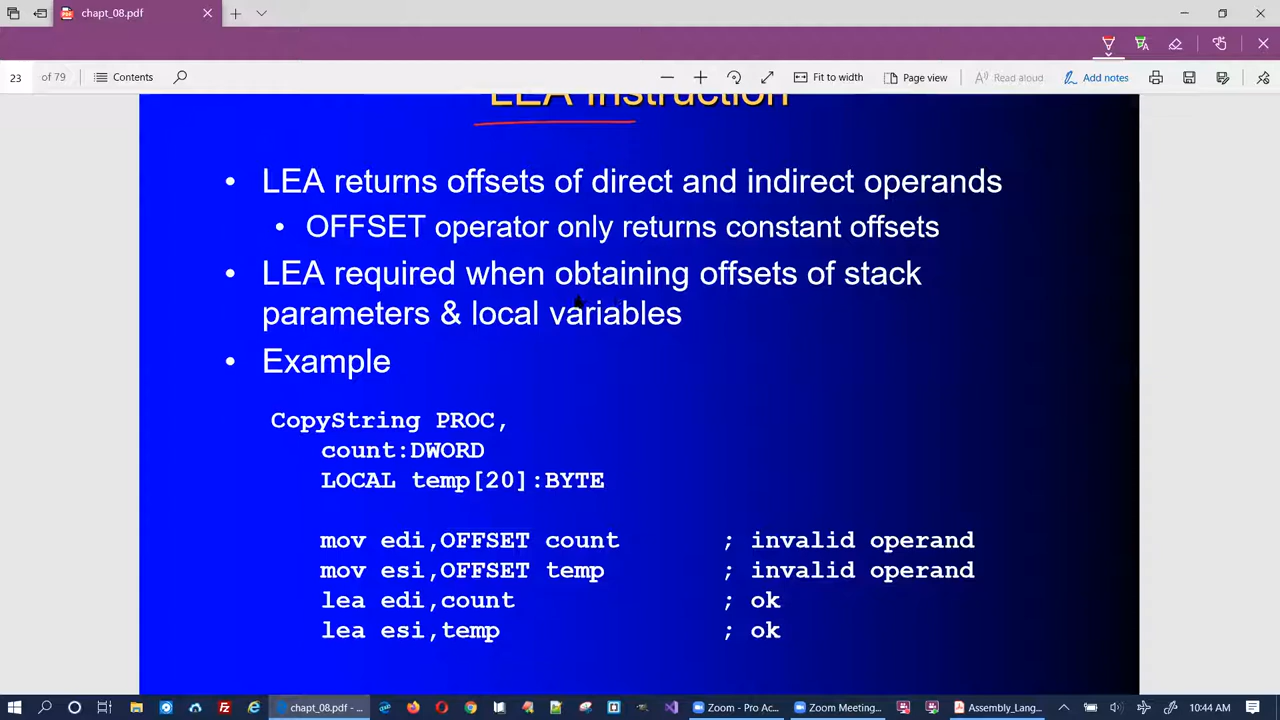 chapt_08.pdf
23 of 79 Contents Fit to width Page view Read aloud Add notes
LEA Instruction
• LEA returns offsets of direct and indirect operands
• OFFSET operator only returns constant offsets
• LEA required when obtaining offsets of stack
parameters & local variables
• Example
CopyString PROC,
count:DWORD
LOCAL temp[20]:BYTE
mov edi,OFFSET count ; invalid operand
mov esi,OFFSET temp ; invalid operand
lea edi,count ; ok
lea esi,temp ; ok
chapt_08.pdf - ... Zoom - Pro Ac... Zoom Meeting... Assembly_Lang... 10:44 AM